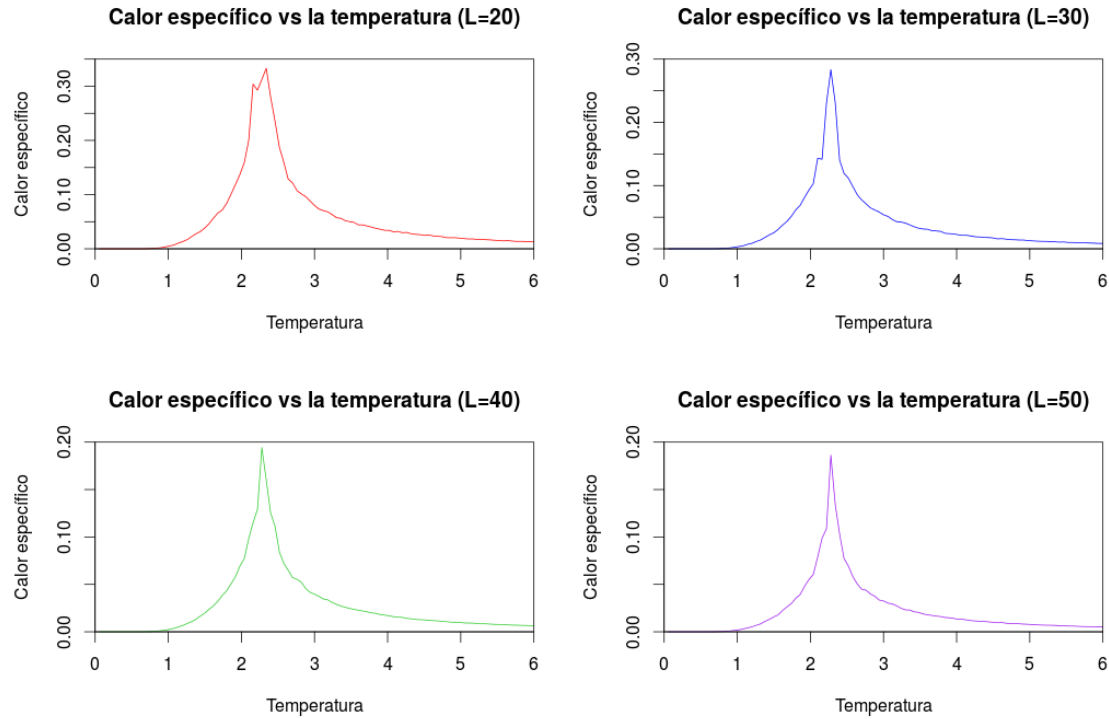 Calor específico vs la temperatura (L=20)
Calor específico
0.00 0.10 0.20 0.30
0 1 2 3 4 5 6
Temperatura
Calor específico vs la temperatura (L=30)
Calor específico
0.00 0.10 0.20 0.30
0 1 2 3 4 5 6
Temperatura
Calor específico vs la temperatura (L=40)
Calor específico
0.00 0.10 0.20
0 1 2 3 4 5 6
Temperatura
Calor específico vs la temperatura (L=50)
Calor específico
0.00 0.10 0.20
0 1 2 3 4 5 6
Temperatura